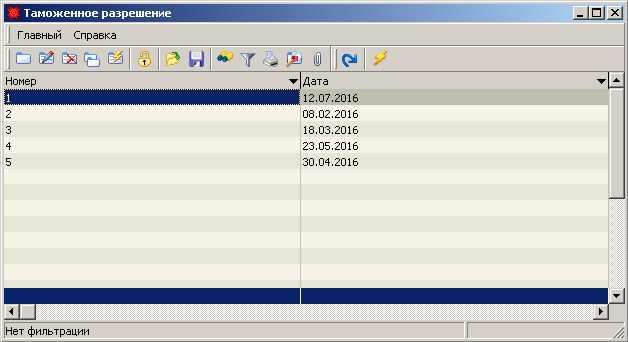 Таможенное разрешение
Главный Справка
Номер Дата
1 12.07.2016
2 08.02.2016
3 18.03.2016
4 23.05.2016
5 30.04.2016
Нет фильтрации